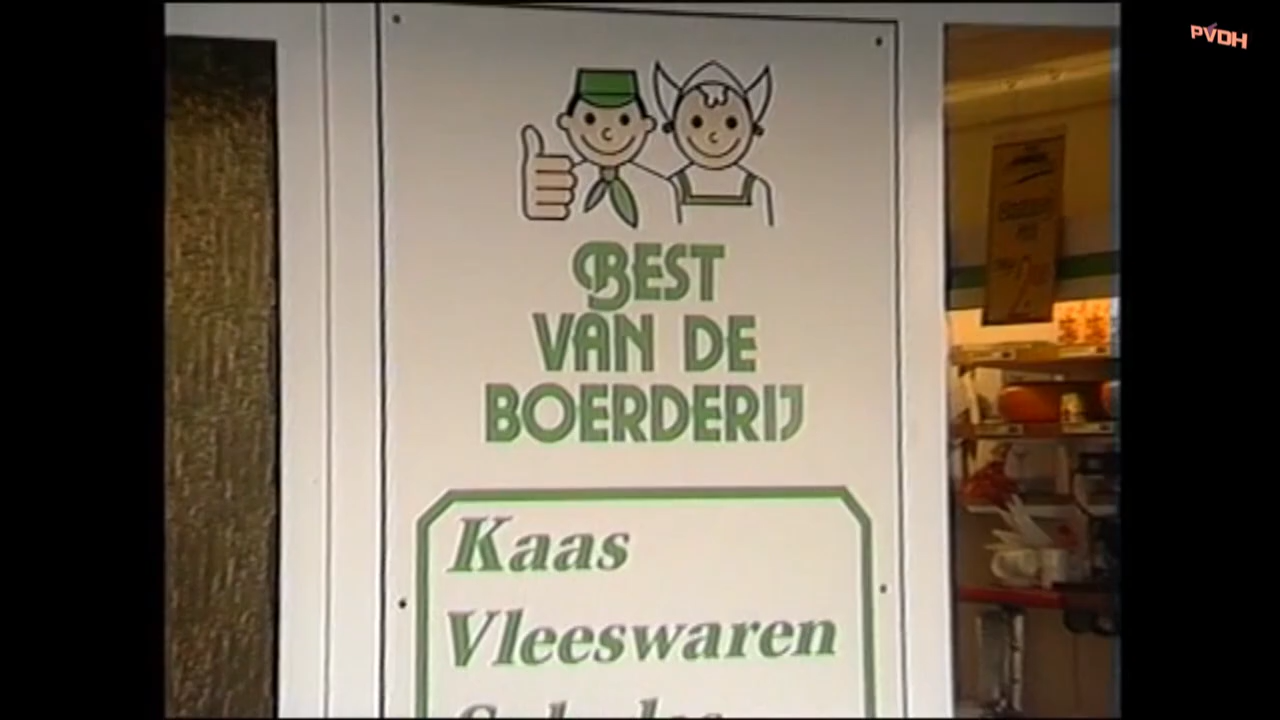 PVDH
BEST
VAN DE
BOERDERIJ
Kaas
Vleeswaren